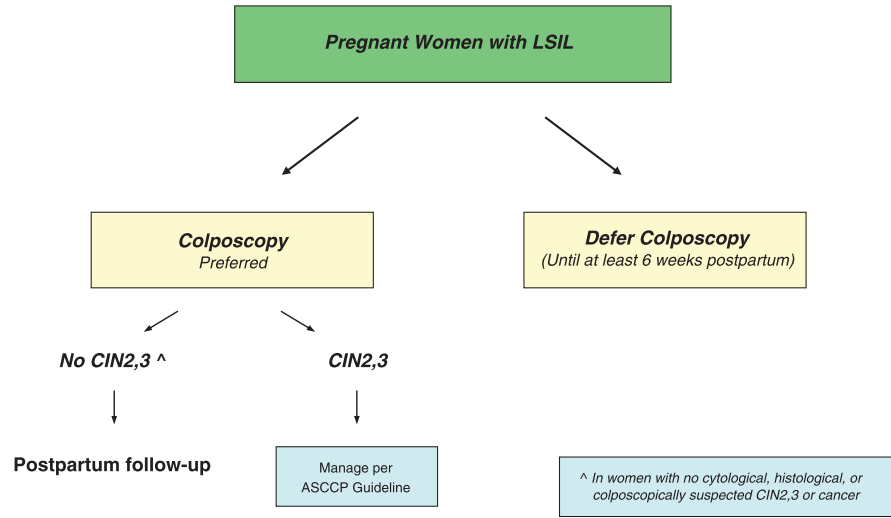 Pregnant Women with LSIL
Colposcopy
Preferred
Defer Colposcopy
(Until at least 6 weeks postpartum)
No CIN2,3 ^
CIN2,3
Postpartum follow-up
Manage per
ASCCP Guideline
^ In women with no cytological, histological, or
colposcopically suspected CIN2,3 or cancer